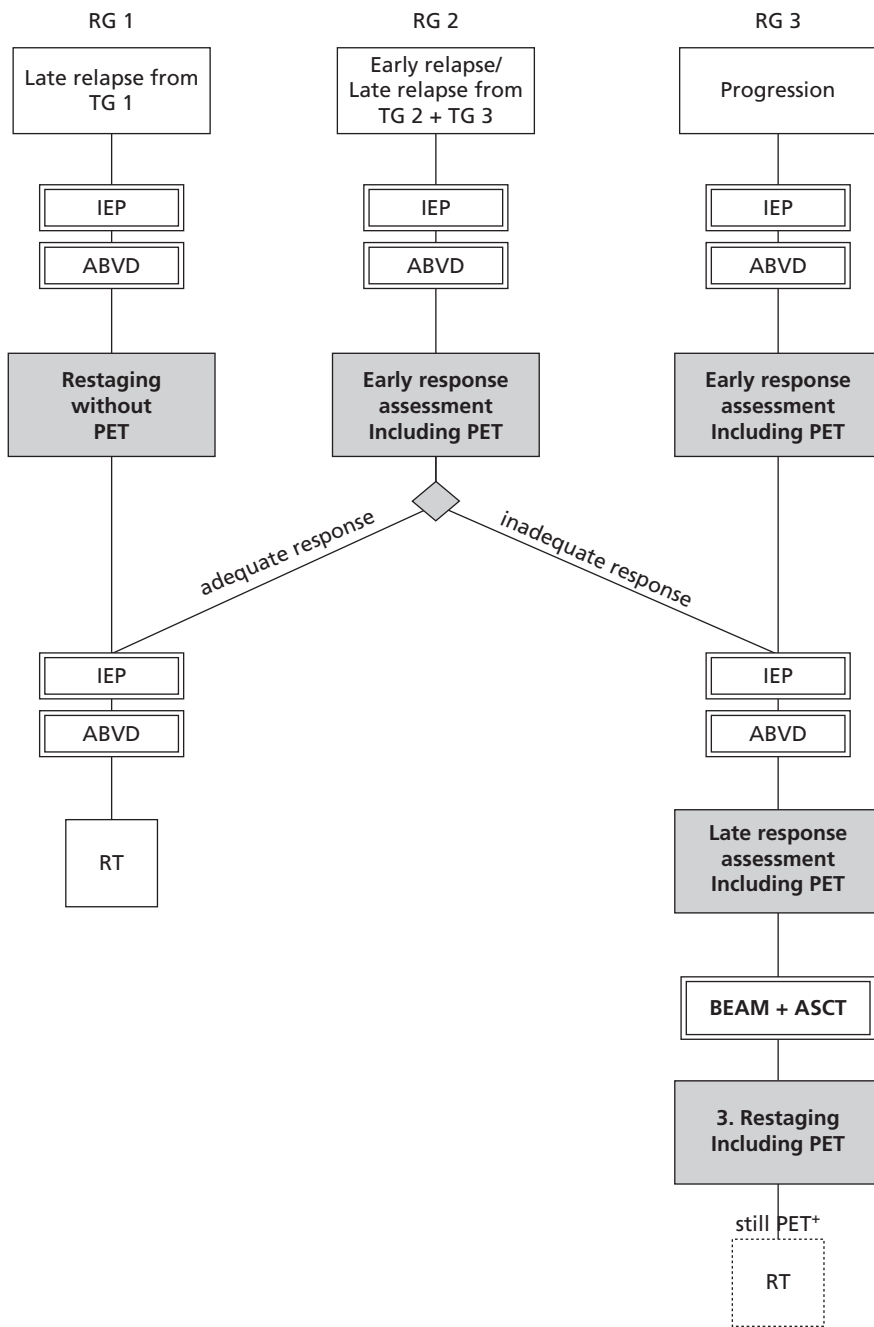 RG 1
RG 2
RG 3
Late relapse from
TG 1
Early relapse/
Late relapse from
TG 2 + TG 3
Progression
IEP
IEP
IEP
ABVD
ABVD
ABVD
Restaging
without
PET
Early response
assessment
Including PET
Early response
assessment
Including PET
adequate response
inadequate response
IEP
IEP
ABVD
ABVD
RT
Late response
assessment
Including PET
BEAM + ASCT
3. Restaging
Including PET
still PET⁺
RT